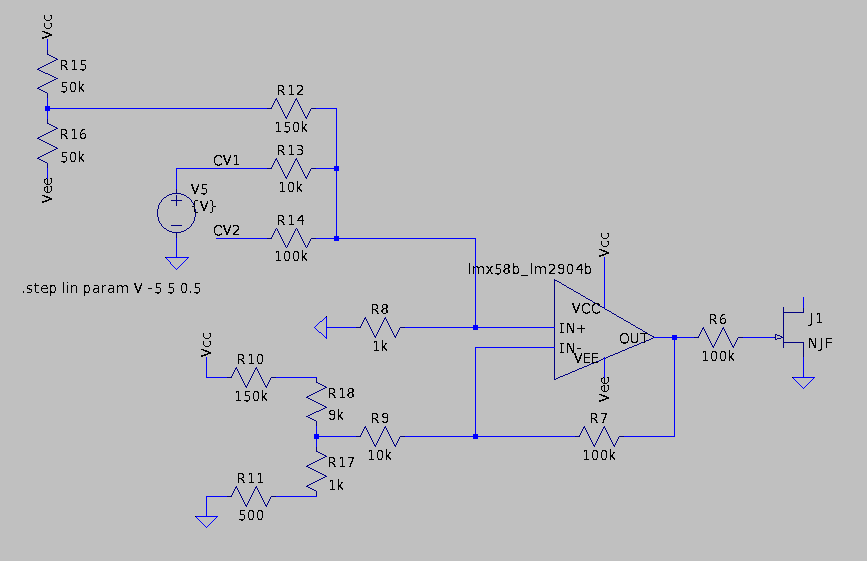 Vcc
R15
50k
R16
50k
Vee
R12
150k
R13
10k
CV1
V5
{V}
R14
100k
CV2
.step lin param V -5 5 0.5
lmx58b_lm2904b
Vcc
VCC
IN+
IN-
VEE
OUT
Vee
R8
1k
R6
100k
J1
NJF
Vcc
R10
150k
R18
9k
R9
10k
R7
100k
R17
1k
R11
500